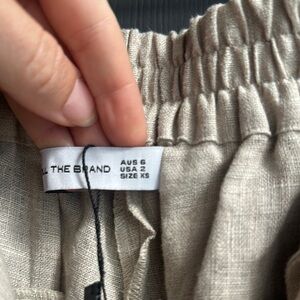 THE BRAND
AUS 6
USA 2
SIZE XS